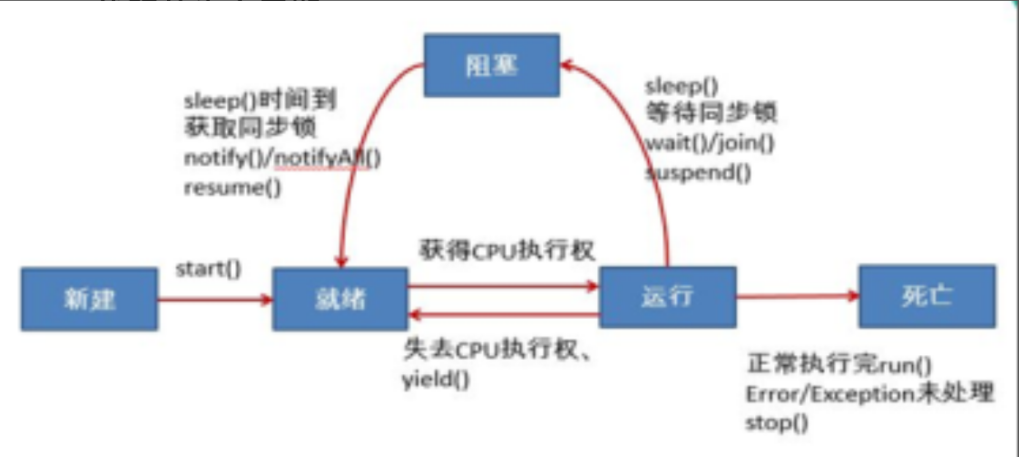 阻塞
sleep()时间到
获取同步锁
notify()/notifyAll()
resume()
sleep()
等待同步锁
wait()/join()
suspend()
start()
获得CPU执行权
新建
就绪
运行
死亡
失去CPU执行权、
yield()
正常执行完run()
Error/Exception未处理
stop()